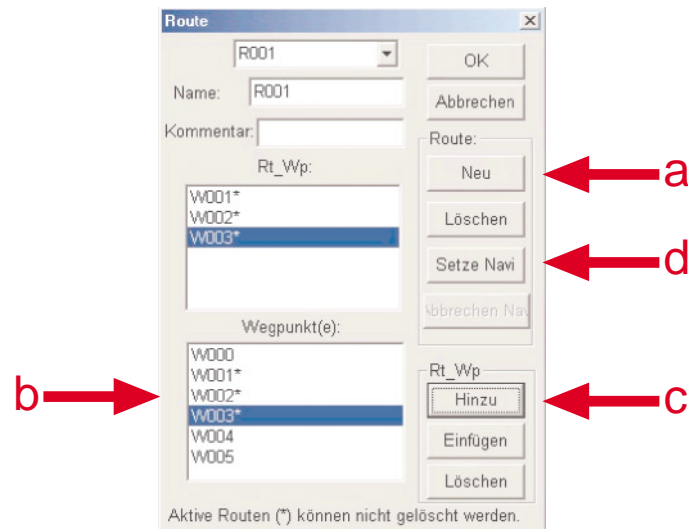 Route
R001
OK
Name: R001
Abbrechen
Kommentar:
Route:
Rt_Wp:
Neu
a
W001*
W002*
W003*
Löschen
Setze Navi
d
Abbrechen Nav
Wegpunkt(e):
W000
W001*
W002*
W003*
W004
W005
b
Rt_Wp
Hinzu
c
Einfügen
Löschen
Aktive Routen (*) können nicht gelöscht werden.